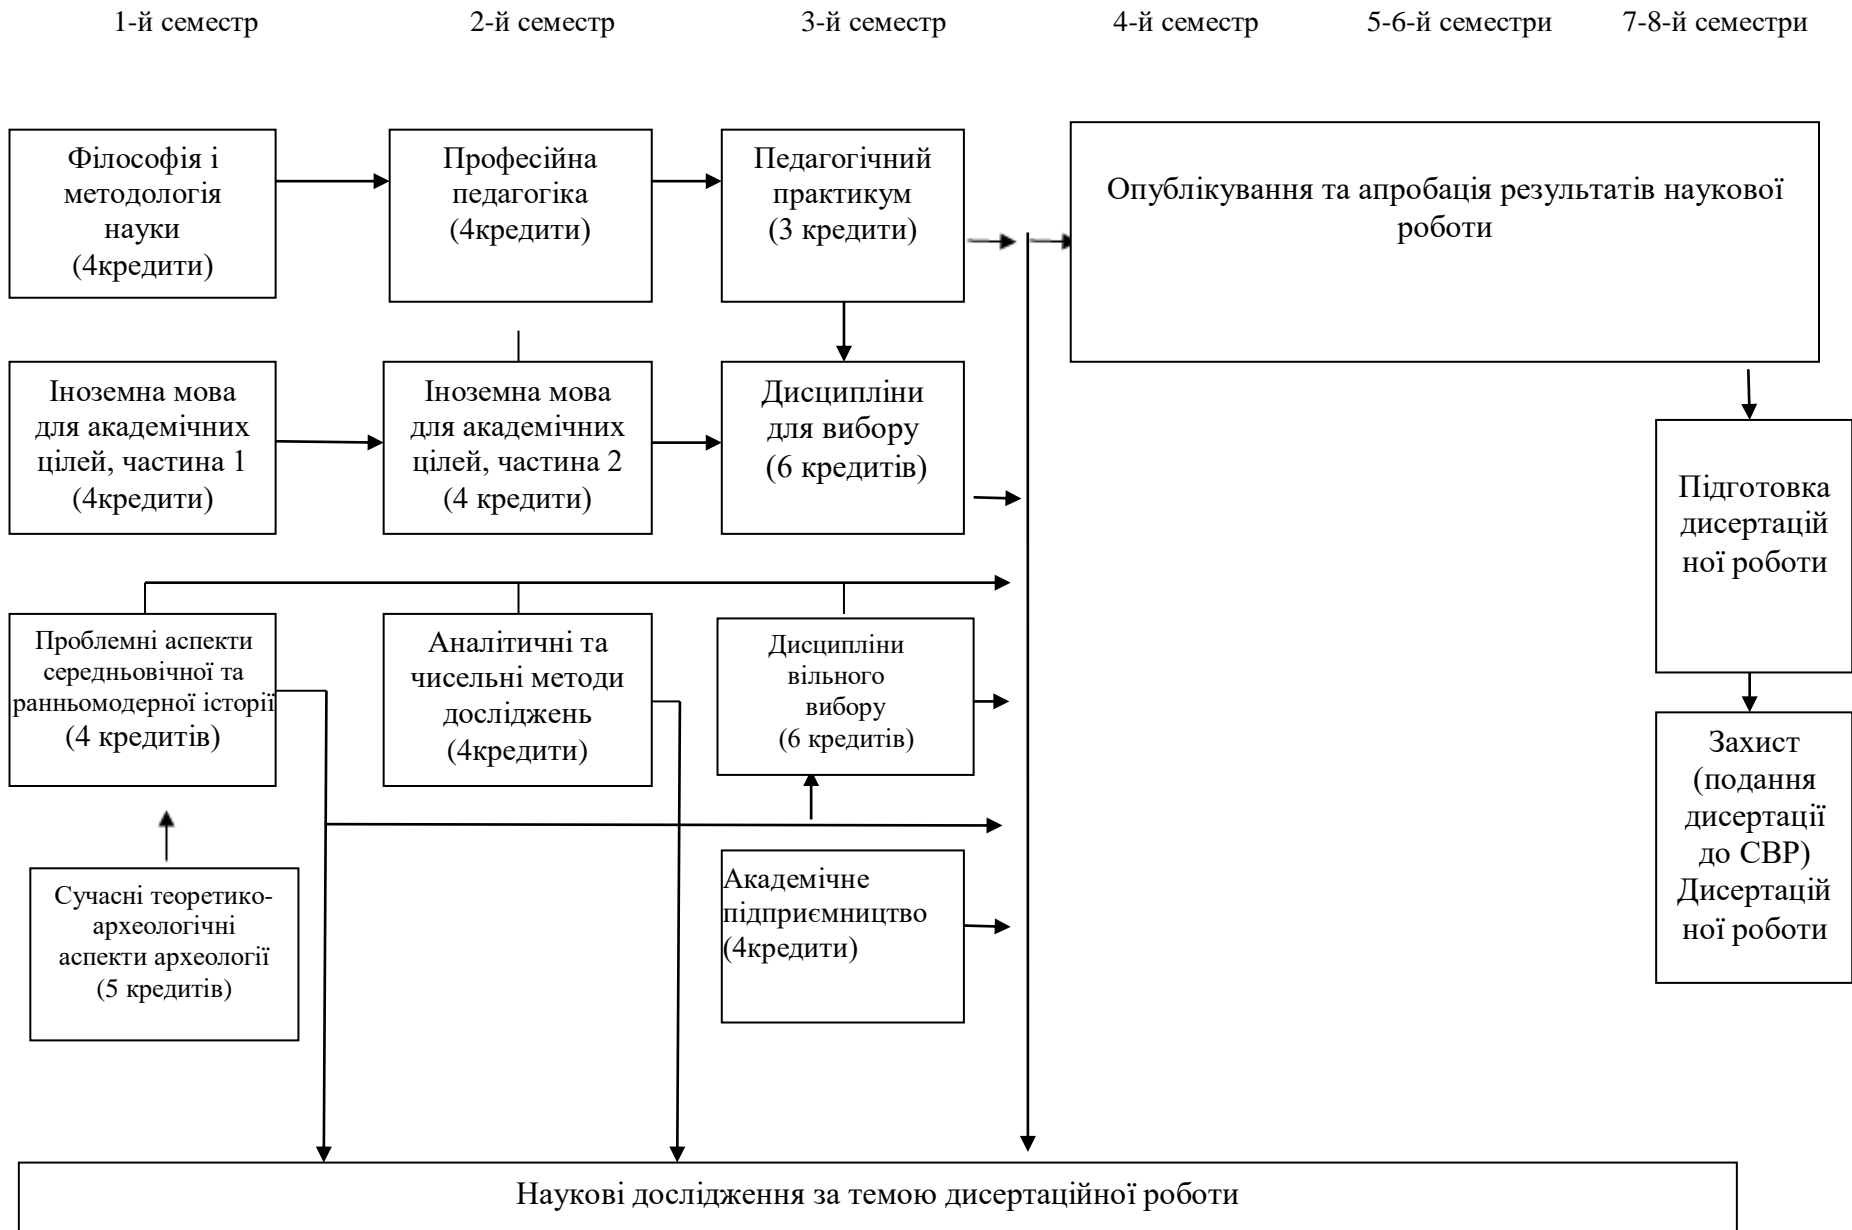 1-й семестр
2-й семестр
3-й семестр
4-й семестр
5-6-й семестри
7-8-й семестри
Філософія і
методологія
науки
(4кредити)
Професійна
педагогіка
(4кредити)
Педагогічний
практикум
(3 кредити)
Опублікування та апробація результатів наукової
роботи
Іноземна мова
для академічних
цілей, частина 1
(4кредити)
Іноземна мова
для академічних
цілей, частина 2
(4 кредити)
Дисципліни
для вибору
(6 кредитів)
Підготовка
дисертацій
ної роботи
Проблемні аспекти
середньовічної та
ранньомодерної історії
(4 кредитів)
Аналітичні та
чисельні методи
досліджень
(4кредити)
Дисципліни
вільного
вибору
(6 кредитів)
Захист
(подання
дисертації
до СВР)
Дисертацій
ної роботи
Сучасні теоретико-
археологічні
аспекти археології
(5 кредитів)
Академічне
підприємництво
(4кредити)
Наукові дослідження за темою дисертаційної роботи